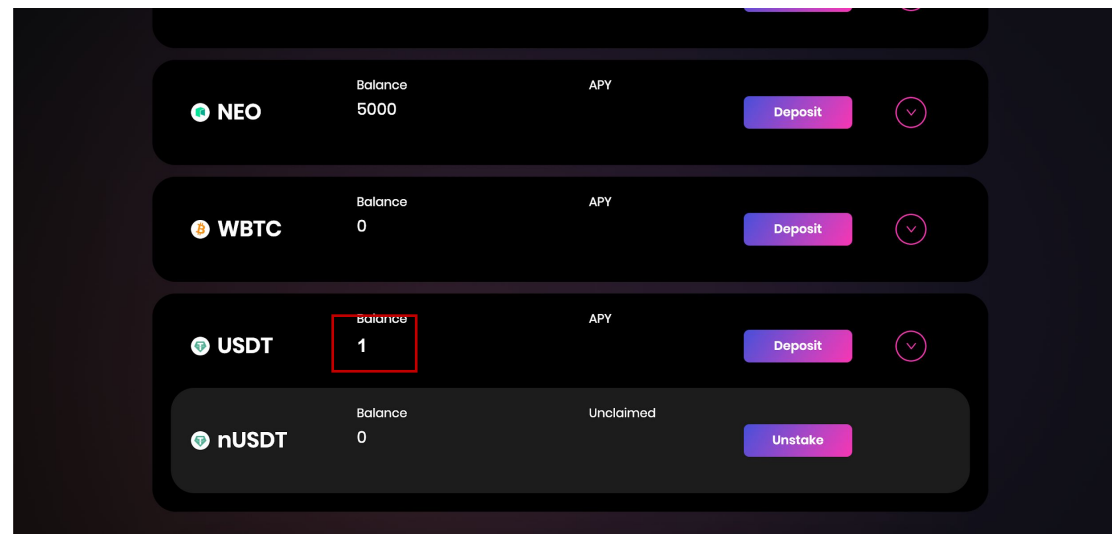 Balance
APY
NEO
5000
Deposit
Balance
APY
WBTC
0
Deposit
Balance
APY
USDT
1
Deposit
Balance
Unclaimed
nUSDT
0
Unstake